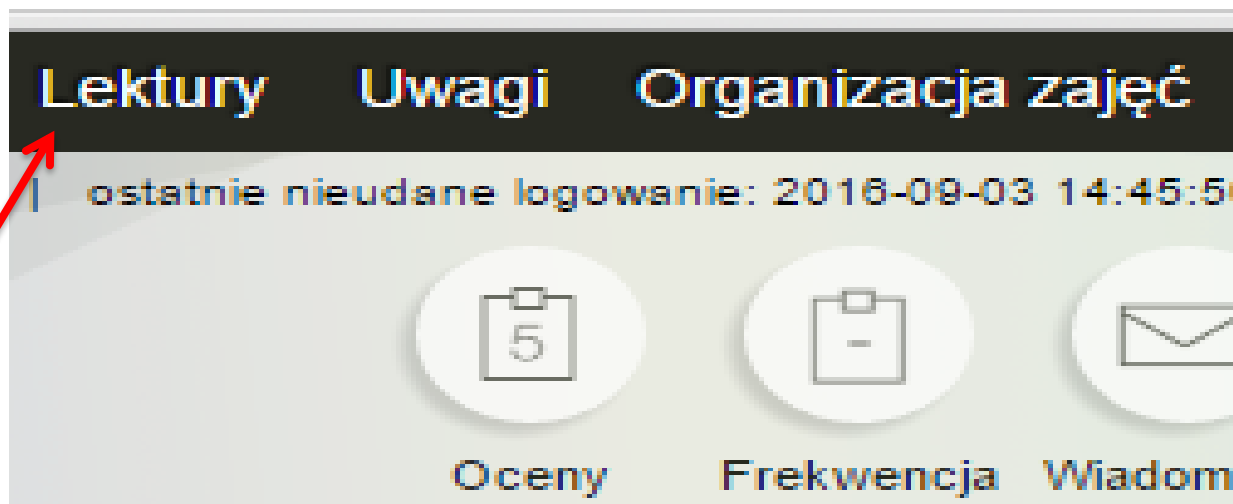 Lektury Uwagi Organizacja zajęć
| ostatnie nieudane logowanie: 2016-09-03 14:45:5
5 -
Oceny Frekwencja